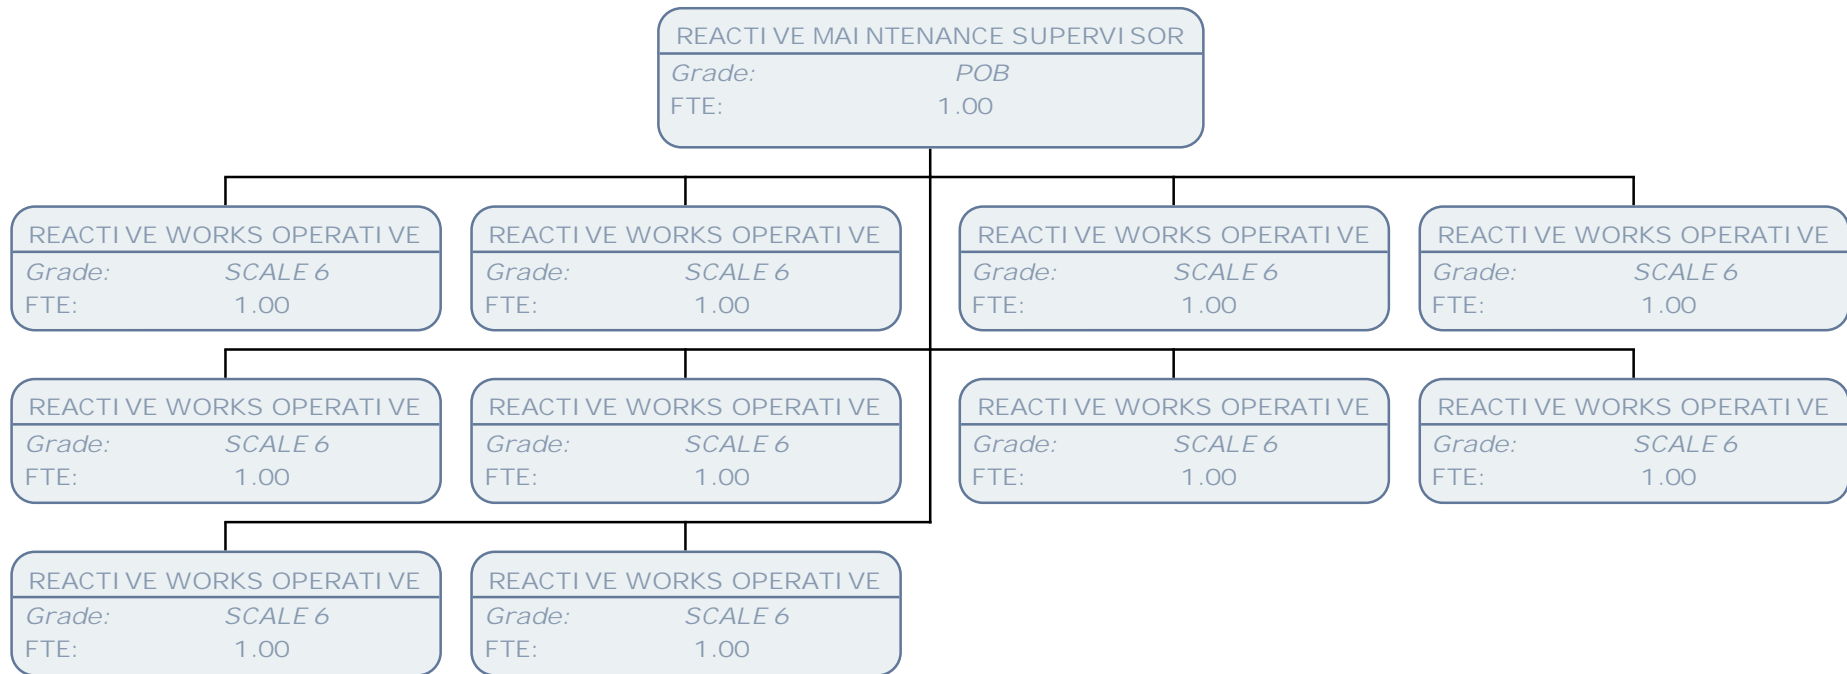 REACTIVE MAINTENANCE SUPERVISOR
Grade: POB
FTE: 1.00
REACTIVE WORKS OPERATIVE
Grade: SCALE 6
FTE: 1.00
REACTIVE WORKS OPERATIVE
Grade: SCALE 6
FTE: 1.00
REACTIVE WORKS OPERATIVE
Grade: SCALE 6
FTE: 1.00
REACTIVE WORKS OPERATIVE
Grade: SCALE 6
FTE: 1.00
REACTIVE WORKS OPERATIVE
Grade: SCALE 6
FTE: 1.00
REACTIVE WORKS OPERATIVE
Grade: SCALE 6
FTE: 1.00
REACTIVE WORKS OPERATIVE
Grade: SCALE 6
FTE: 1.00
REACTIVE WORKS OPERATIVE
Grade: SCALE 6
FTE: 1.00
REACTIVE WORKS OPERATIVE
Grade: SCALE 6
FTE: 1.00
REACTIVE WORKS OPERATIVE
Grade: SCALE 6
FTE: 1.00